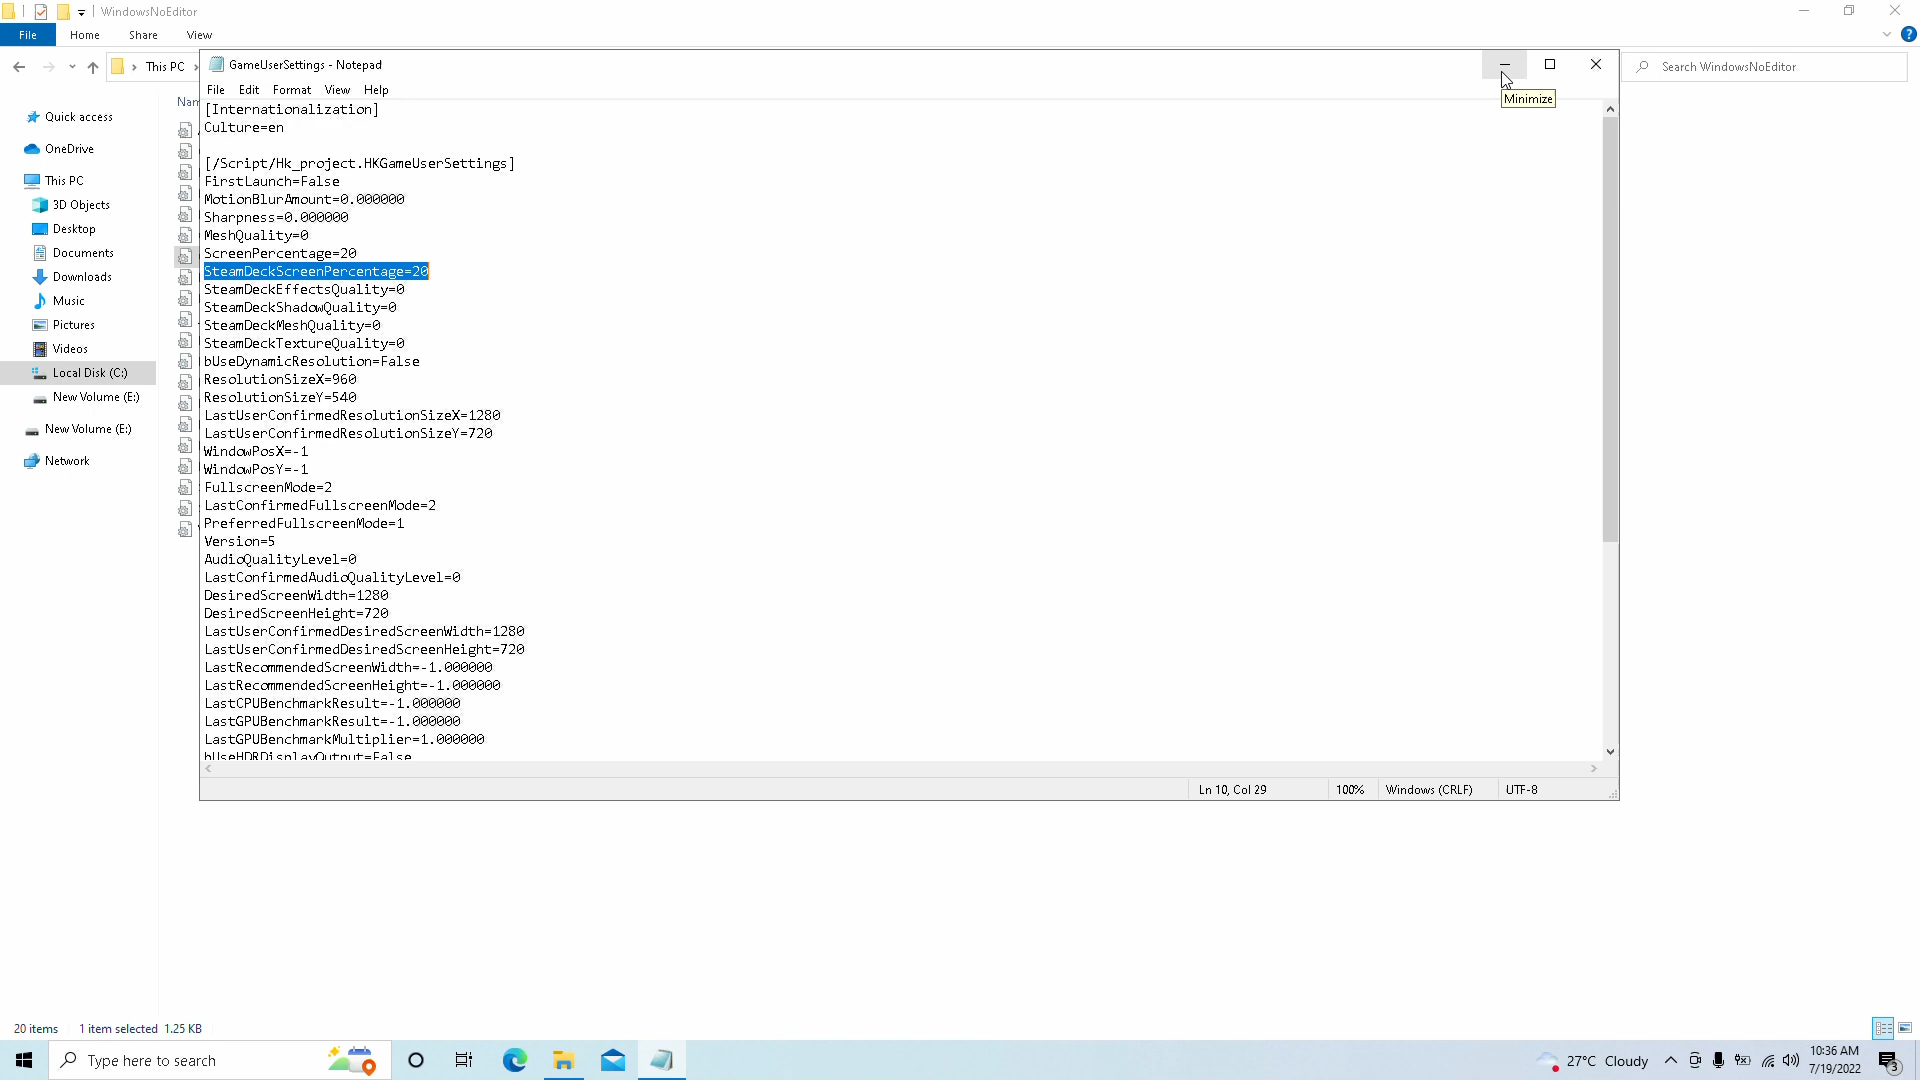 WindowsNoEditor
File Home Share View
This PC
Search WindowsNoEditor
GameUserSettings - Notepad
File Edit Format View Help
Minimize
Quick access
OneDrive
This PC
3D Objects
Desktop
Documents
Downloads
Music
Pictures
Videos
Local Disk (C:)
New Volume (E:)
New Volume (E:)
Network
[Internationalization]
Culture=en
[/Script/Hk_project.HKGameUserSettings]
FirstLaunch=False
MotionBlurAmount=0.000000
Sharpness=0.000000
MeshQuality=0
ScreenPercentage=20
SteamDeckScreenPercentage=20
SteamDeckEffectsQuality=0
SteamDeckShadowQuality=0
SteamDeckMeshQuality=0
SteamDeckTextureQuality=0
bUseDynamicResolution=False
ResolutionSizeX=960
ResolutionSizeY=540
LastUserConfirmedResolutionSizeX=1280
LastUserConfirmedResolutionSizeY=720
WindowPosX=-1
WindowPosY=-1
FullscreenMode=2
LastConfirmedFullscreenMode=2
PreferredFullscreenMode=1
Version=5
AudioQualityLevel=0
LastConfirmedAudioQualityLevel=0
DesiredScreenWidth=1280
DesiredScreenHeight=720
LastUserConfirmedDesiredScreenWidth=1280
LastUserConfirmedDesiredScreenHeight=720
LastRecommendedScreenWidth=-1.000000
LastRecommendedScreenHeight=-1.000000
LastCPUBenchmarkResult=-1.000000
LastGPUBenchmarkResult=-1.000000
LastGPUBenchmarkMultiplier=1.000000
bUseHDRDisplayOutput=False
Ln 10, Col 29 100% Windows (CRLF) UTF-8
20 items 1 item selected 1.25 KB
Type here to search
27°C Cloudy
10:36 AM
7/19/2022
3